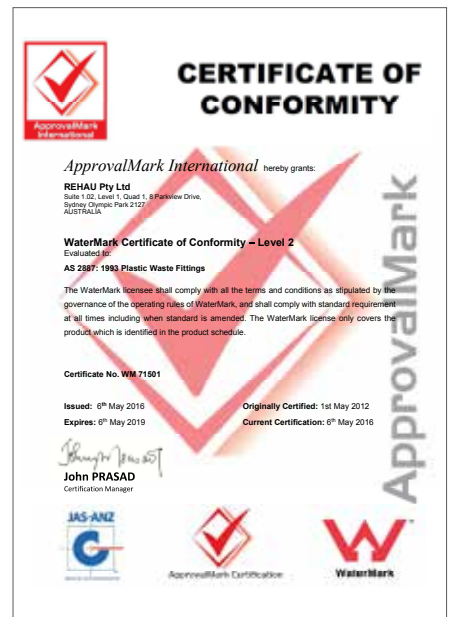 ApprovalMark
International
CERTIFICATE OF
CONFORMITY
ApprovalMark International hereby grants:
REHAU Pty Ltd
Suite 1.02, Level 1, Quad 1, 8 Parkview Drive,
Sydney Olympic Park 2127
AUSTRALIA
WaterMark Certificate of Conformity – Level 2
Evaluated to:
AS 2887: 1993 Plastic Waste Fittings
The WaterMark licensee shall comply with all the terms and conditions as stipulated by the
governance of the operating rules of WaterMark, and shall comply with standard requirement
at all times including when standard is amended. The WaterMark license only covers the
product which is identified in the product schedule.
Certificate No. WM 71501
Issued: 6th May 2016 Originally Certified: 1st May 2012
Expires: 6th May 2019 Current Certification: 6th May 2016
John PRASAD
Certification Manager
ApprovalMark
JAS-ANZ
ApprovalMark Certification
WaterMark